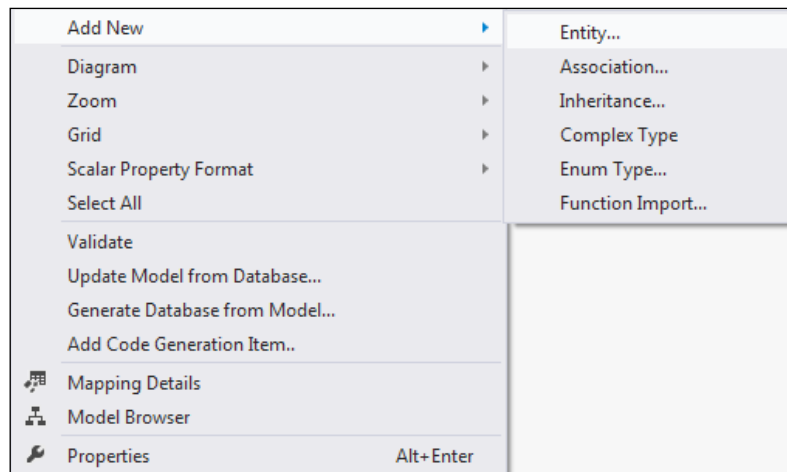 Add New
Diagram
Zoom
Grid
Scalar Property Format
Select All
Validate
Update Model from Database...
Generate Database from Model...
Add Code Generation Item..
Mapping Details
Model Browser
Properties Alt+Enter
Entity...
Association...
Inheritance...
Complex Type
Enum Type...
Function Import...